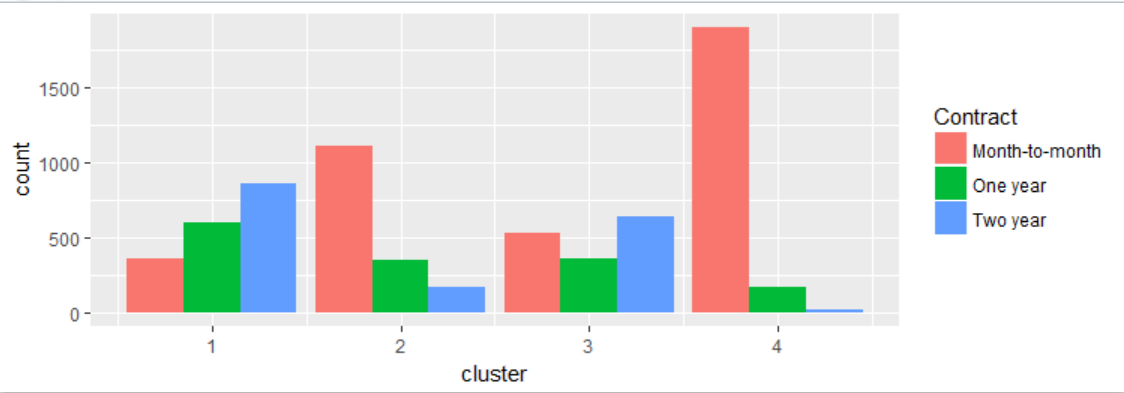 count
1500
1000
500
0
1 2 3 4
cluster
Contract
Month-to-month
One year
Two year